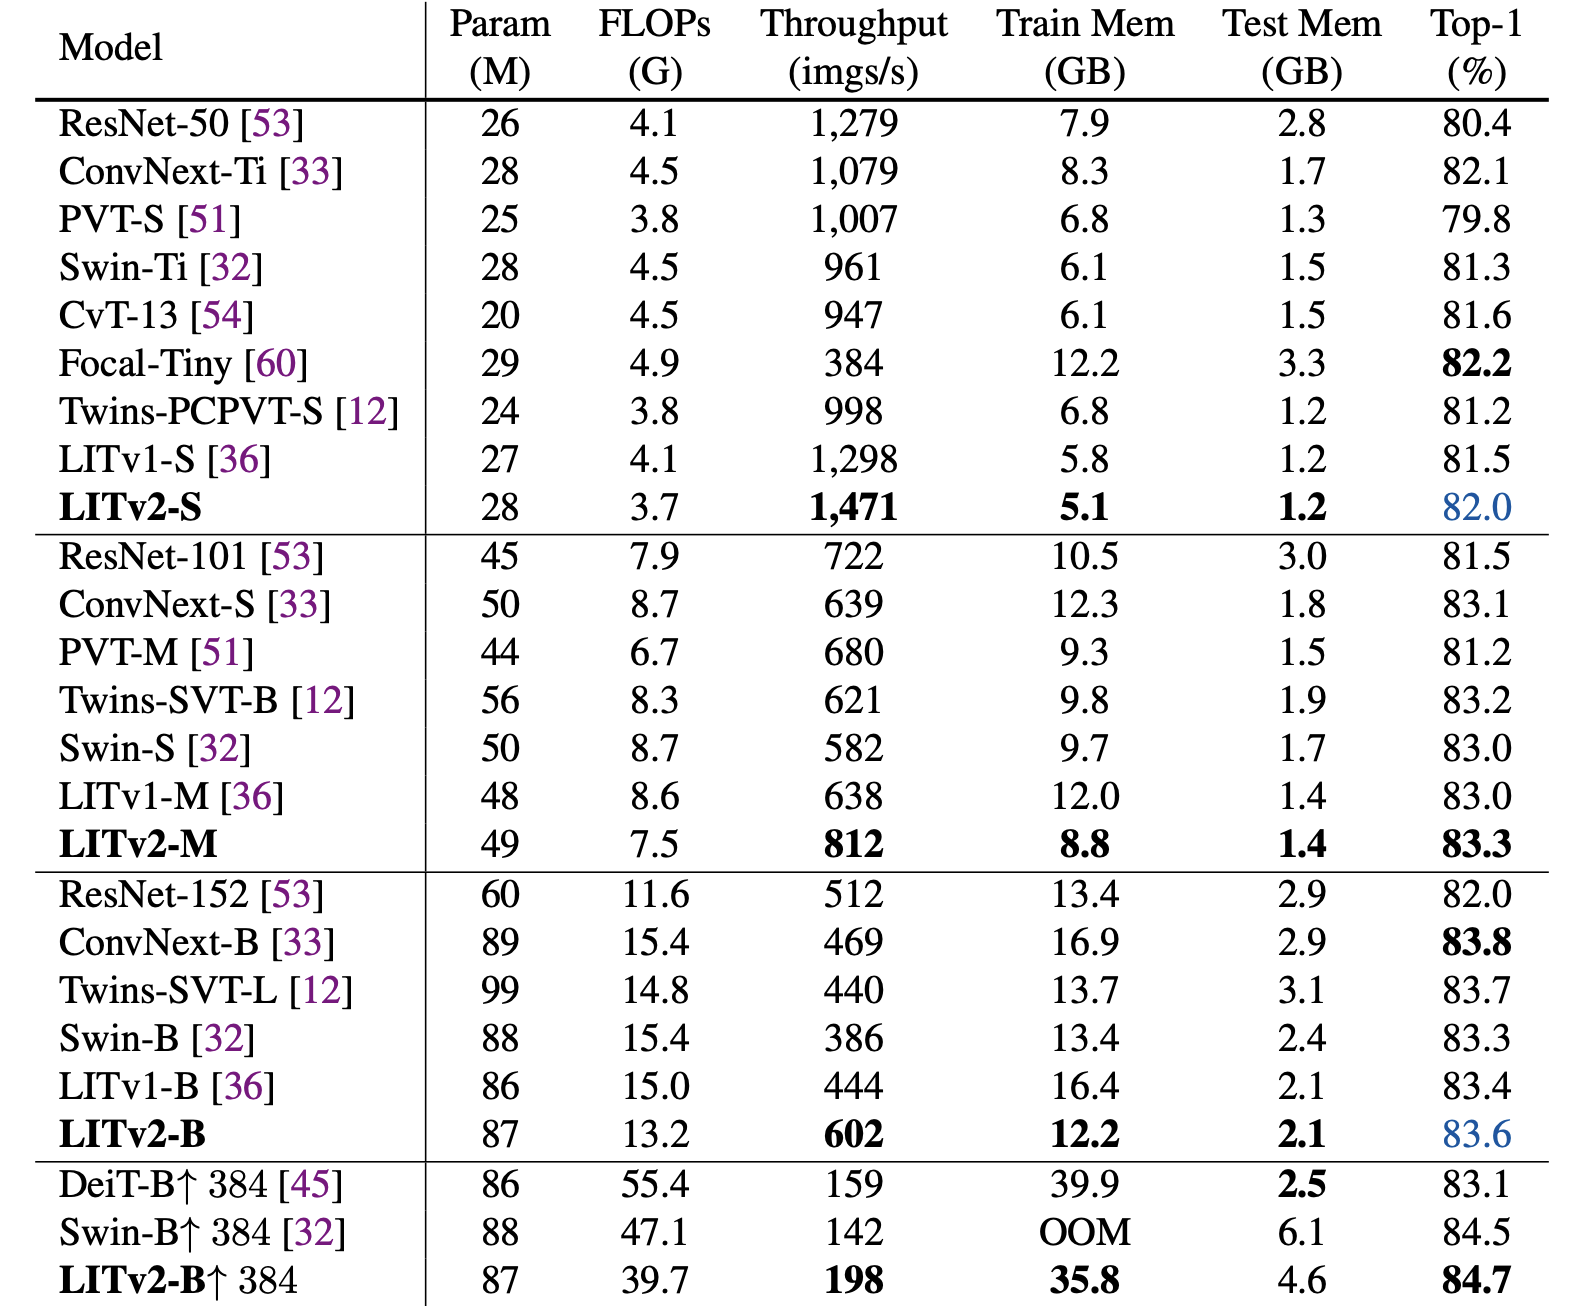 Model Param (M) FLOPs (G) Throughput (imgs/s) Train Mem (GB) Test Mem (GB) Top-1 (%)
ResNet-50 [53] 26 4.1 1,279 7.9 2.8 80.4
ConvNext-Ti [33] 28 4.5 1,079 8.3 1.7 82.1
PVT-S [51] 25 3.8 1,007 6.8 1.3 79.8
Swin-Ti [32] 28 4.5 961 6.1 1.5 81.3
CvT-13 [54] 20 4.5 947 6.1 1.5 81.6
Focal-Tiny [60] 29 4.9 384 12.2 3.3 82.2
Twins-PCPVT-S [12] 24 3.8 998 6.8 1.2 81.2
LITv1-S [36] 27 4.1 1,298 5.8 1.2 81.5
LITv2-S 28 3.7 1,471 5.1 1.2 82.0
ResNet-101 [53] 45 7.9 722 10.5 3.0 81.5
ConvNext-S [33] 50 8.7 639 12.3 1.8 83.1
PVT-M [51] 44 6.7 680 9.3 1.5 81.2
Twins-SVT-B [12] 56 8.3 621 9.8 1.9 83.2
Swin-S [32] 50 8.7 582 9.7 1.7 83.0
LITv1-M [36] 48 8.6 638 12.0 1.4 83.0
LITv2-M 49 7.5 812 8.8 1.4 83.3
ResNet-152 [53] 60 11.6 512 13.4 2.9 82.0
ConvNext-B [33] 89 15.4 469 16.9 2.9 83.8
Twins-SVT-L [12] 99 14.8 440 13.7 3.1 83.7
Swin-B [32] 88 15.4 386 13.4 2.4 83.3
LITv1-B [36] 86 15.0 444 16.4 2.1 83.4
LITv2-B 87 13.2 602 12.2 2.1 83.6
DeiT-B↑ 384 [45] 86 55.4 159 39.9 2.5 83.1
Swin-B↑ 384 [32] 88 47.1 142 OOM 6.1 84.5
LITv2-B↑ 384 87 39.7 198 35.8 4.6 84.7